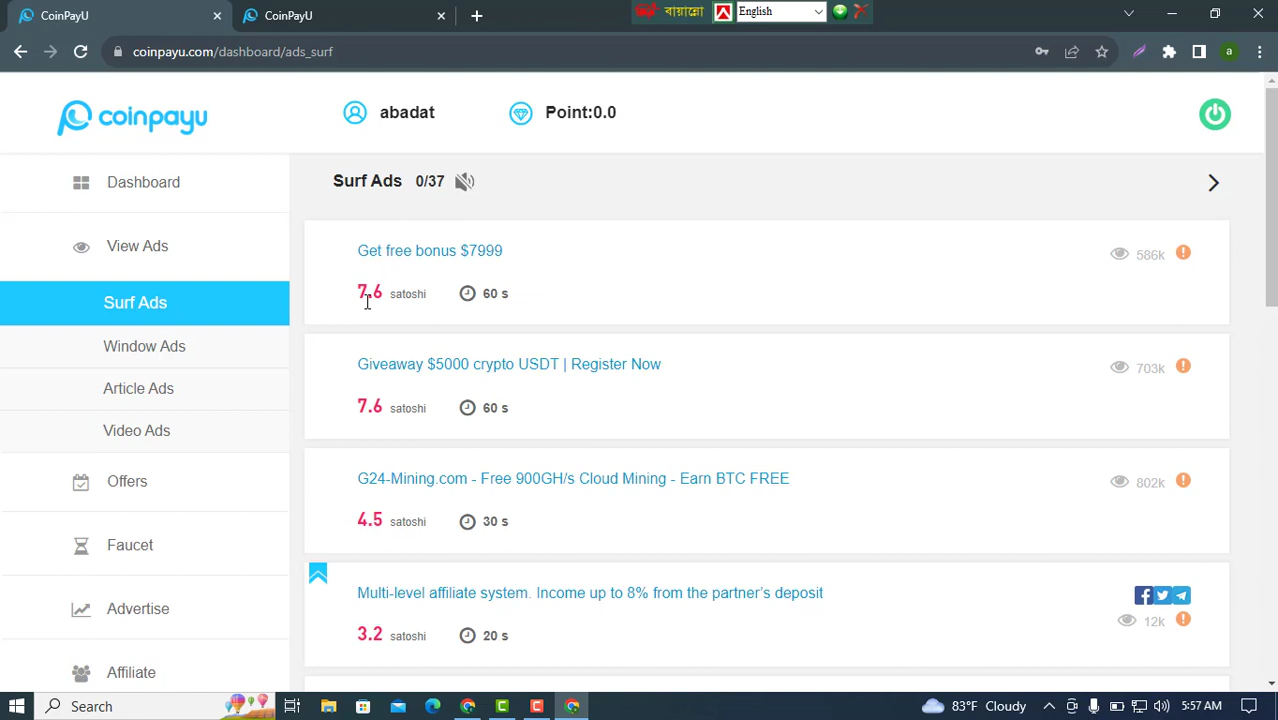 CoinPayU
CoinPayU
বায়ান্নো
English
coinpayu.com/dashboard/ads_surf
a
coinpayu
abadat
Point:0.0
Dashboard
View Ads
Surf Ads
Window Ads
Article Ads
Video Ads
Offers
Faucet
Advertise
Affiliate
Surf Ads 0/37
Get free bonus $7999
586k
7.6 satoshi 60 s
Giveaway $5000 crypto USDT | Register Now
703k
7.6 satoshi 60 s
G24-Mining.com - Free 900GH/s Cloud Mining - Earn BTC FREE
802k
4.5 satoshi 30 s
Multi-level affiliate system. Income up to 8% from the partner's deposit
12k
3.2 satoshi 20 s
Search
83°F Cloudy
5:57 AM